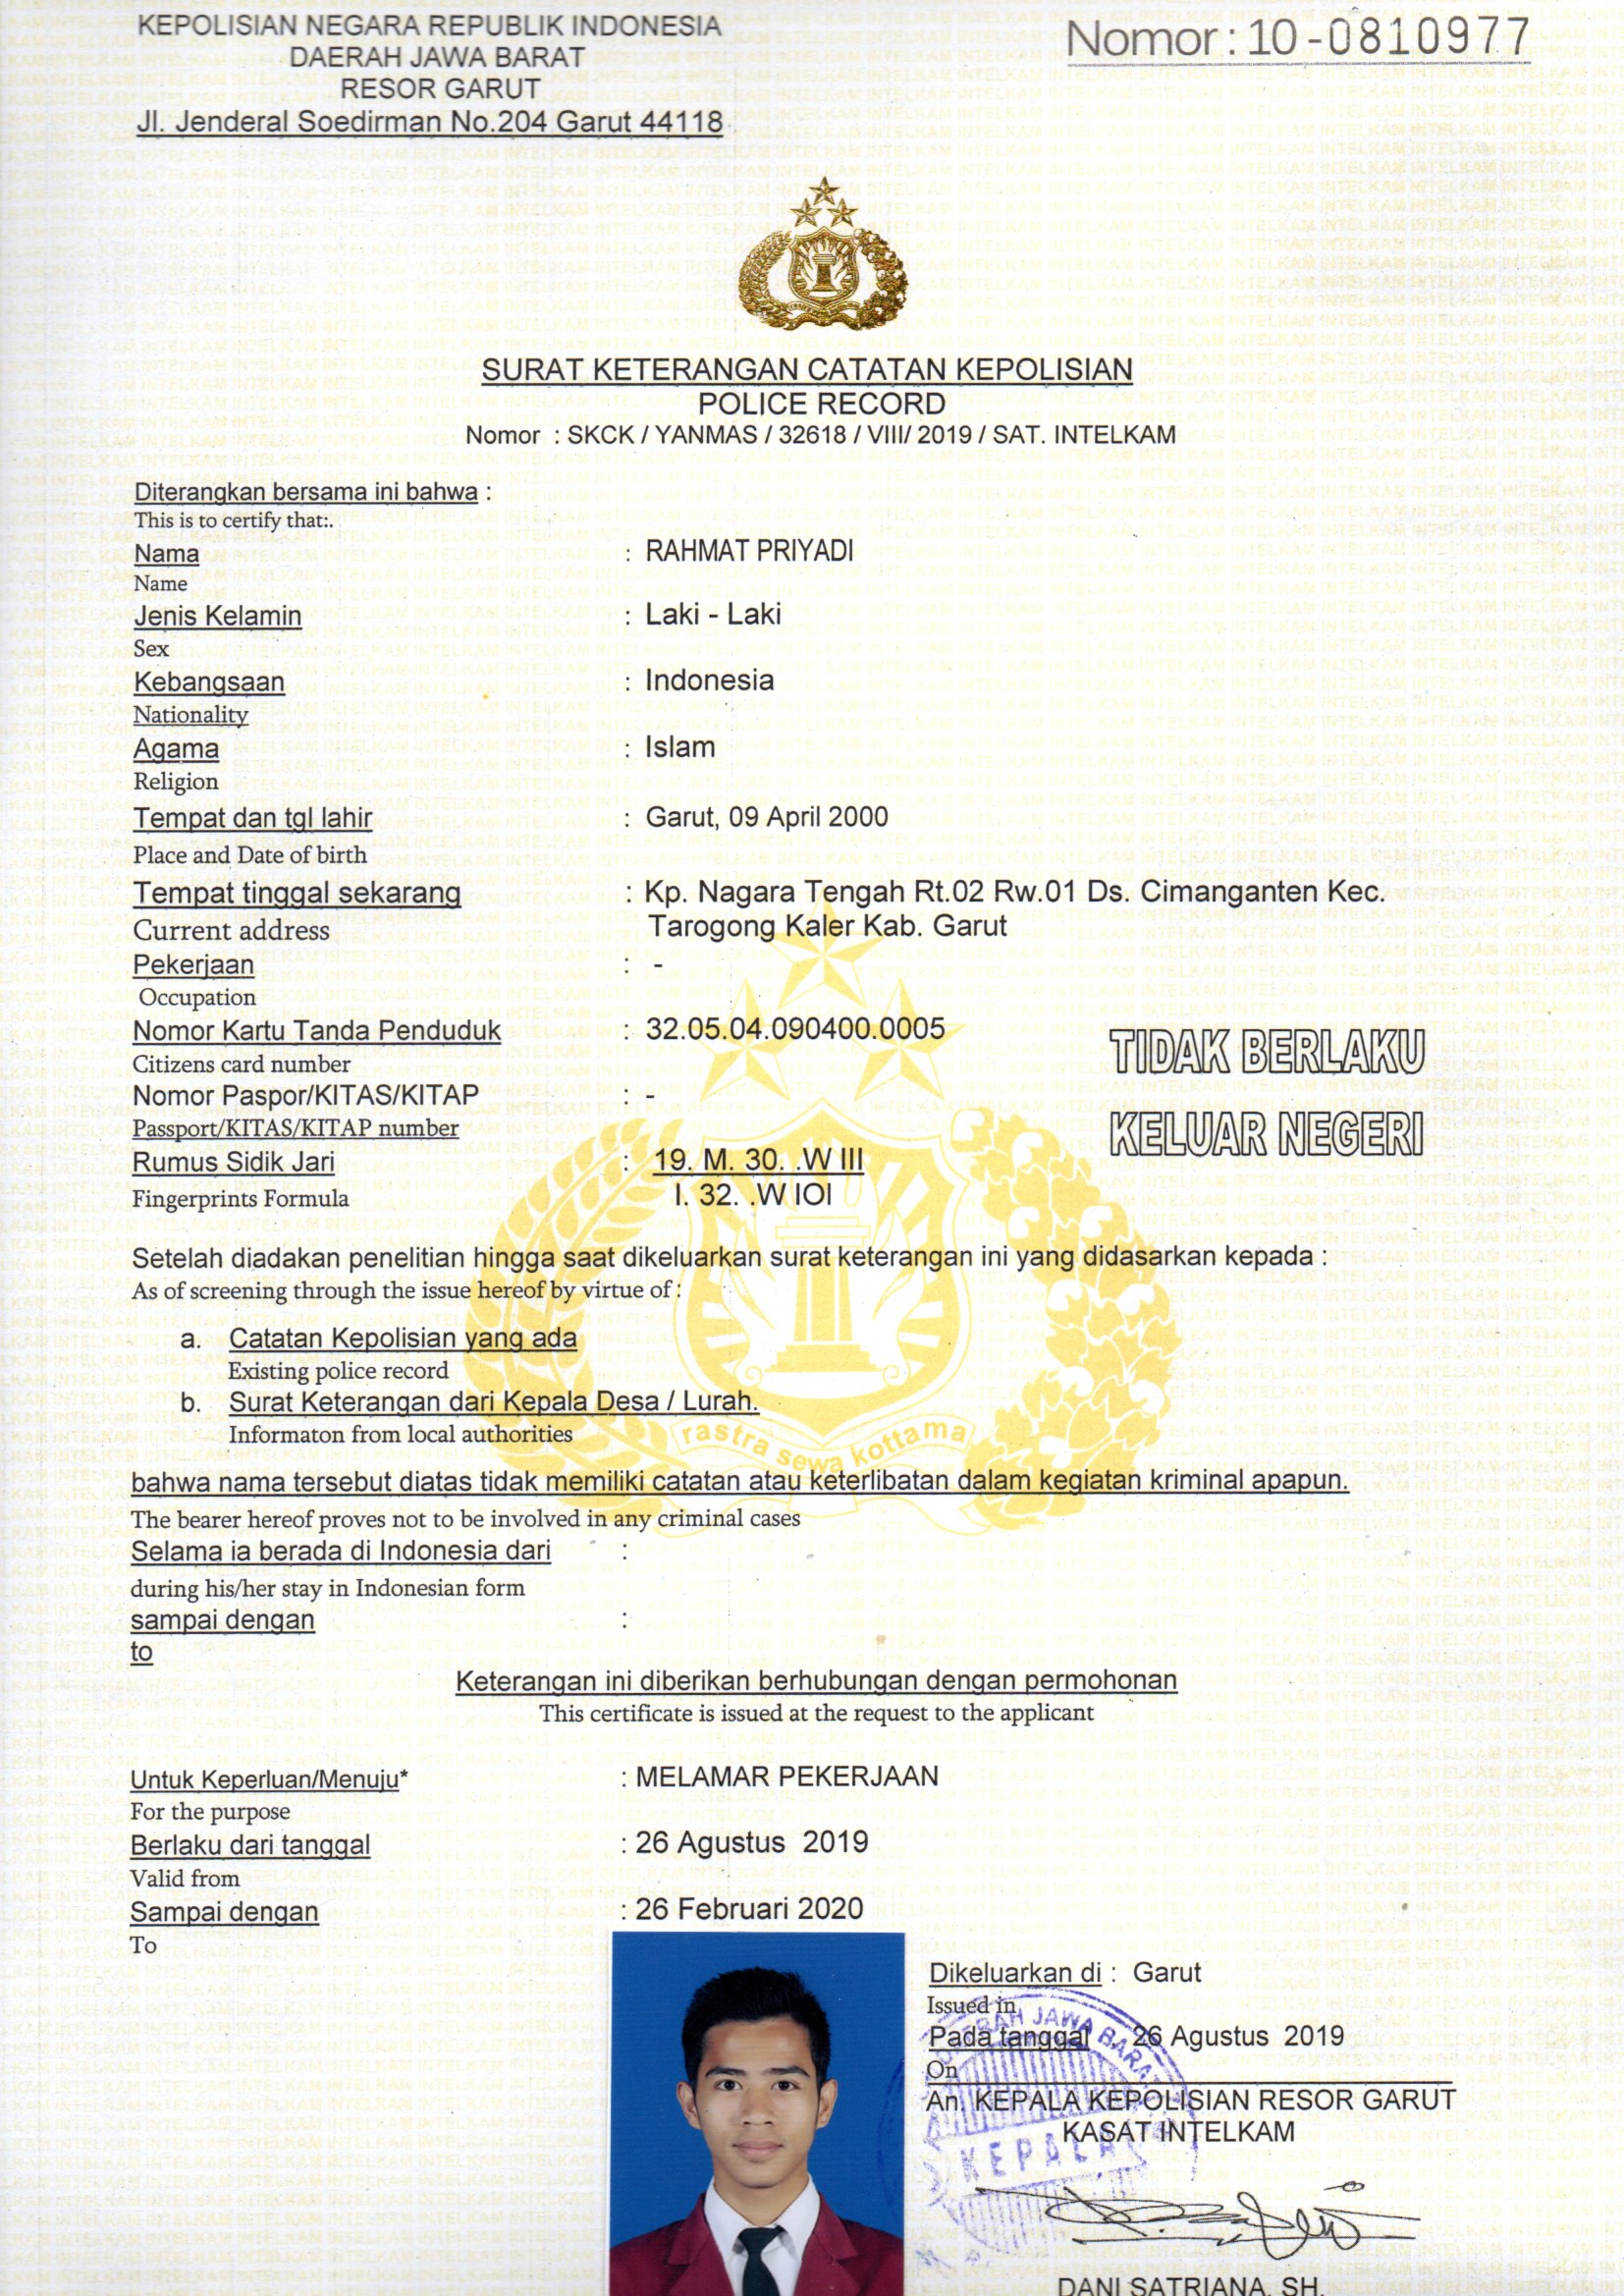 KEPOLISIAN NEGARA REPUBLIK INDONESIA
DAERAH JAWA BARAT
RESOR GARUT
Jl. Jenderal Soedirman No.204 Garut 44118
Nomor : 10 -0810977
SURAT KETERANGAN CATATAN KEPOLISIAN
POLICE RECORD
Nomor : SKCK / YANMAS / 32618 / VIII/ 2019 / SAT. INTELKAM
Diterangkan bersama ini bahwa :
This is to certify that:.
Nama : RAHMAT PRIYADI
Name
Jenis Kelamin : Laki - Laki
Sex
Kebangsaan : Indonesia
Nationality
Agama : Islam
Religion
Tempat dan tgl lahir : Garut, 09 April 2000
Place and Date of birth
Tempat tinggal sekarang : Kp. Nagara Tengah Rt.02 Rw.01 Ds. Cimanganten Kec.
Current address Tarogong Kaler Kab. Garut
Pekerjaan : -
Occupation
Nomor Kartu Tanda Penduduk : 32.05.04.090400.0005
Citizens card number
Nomor Paspor/KITAS/KITAP : -
Passport/KITAS/KITAP number
TIDAK BERLAKU
KELUAR NEGERI
Rumus Sidik Jari : 19. M. 30. .W III
Fingerprints Formula I. 32. .W IOI
Setelah diadakan penelitian hingga saat dikeluarkan surat keterangan ini yang didasarkan kepada :
As of screening through the issue hereof by virtue of :
a. Catatan Kepolisian yang ada
Existing police record
b. Surat Keterangan dari Kepala Desa / Lurah.
Informaton from local authorities
rastra sewa kottama
bahwa nama tersebut diatas tidak memiliki catatan atau keterlibatan dalam kegiatan kriminal apapun.
The bearer hereof proves not to be involved in any criminal cases
Selama ia berada di Indonesia dari :
during his/her stay in Indonesian form
sampai dengan :
to
Keterangan ini diberikan berhubungan dengan permohonan
This certificate is issued at the request to the applicant
Untuk Keperluan/Menuju* : MELAMAR PEKERJAAN
For the purpose
Berlaku dari tanggal : 26 Agustus 2019
Valid from
Sampai dengan : 26 Februari 2020
To
Dikeluarkan di : Garut
Issued in
Pada tanggal 26 Agustus 2019
On
An. KEPALA KEPOLISIAN RESOR GARUT
KASAT INTELKAM
DAERAH JAWA BARAT
KEPALA
DANI SATRIANA, SH.